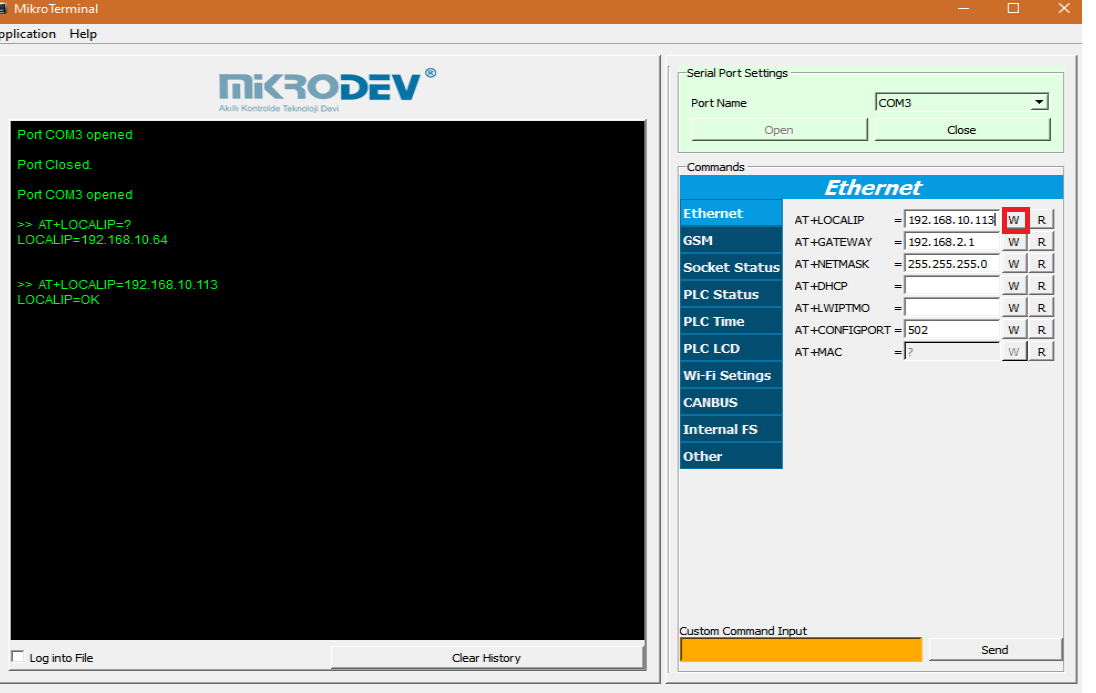 MikroTerminal
pplication Help
MiKRODEV®
Akıllı Kontrolde Teknoloji Devi
Port COM3 opened
Port Closed.
Port COM3 opened
>> AT+LOCALIP=?
LOCALIP=192.168.10.64
>> AT+LOCALIP=192.168.10.113
LOCALIP=OK
Log into File
Clear History
Serial Port Settings
Port Name COM3
Open Close
Commands
Ethernet
Ethernet
GSM
Socket Status
PLC Status
PLC Time
PLC LCD
Wi-Fi Setings
CANBUS
Internal FS
Other
AT+LOCALIP = 192.168.10.113 W R
AT+GATEWAY = 192.168.2.1 W R
AT+NETMASK = 255.255.255.0 W R
AT+DHCP = W R
AT+LWIPTMO = W R
AT+CONFIGPORT = 502 W R
AT+MAC = ? W R
Custom Command Input
Send